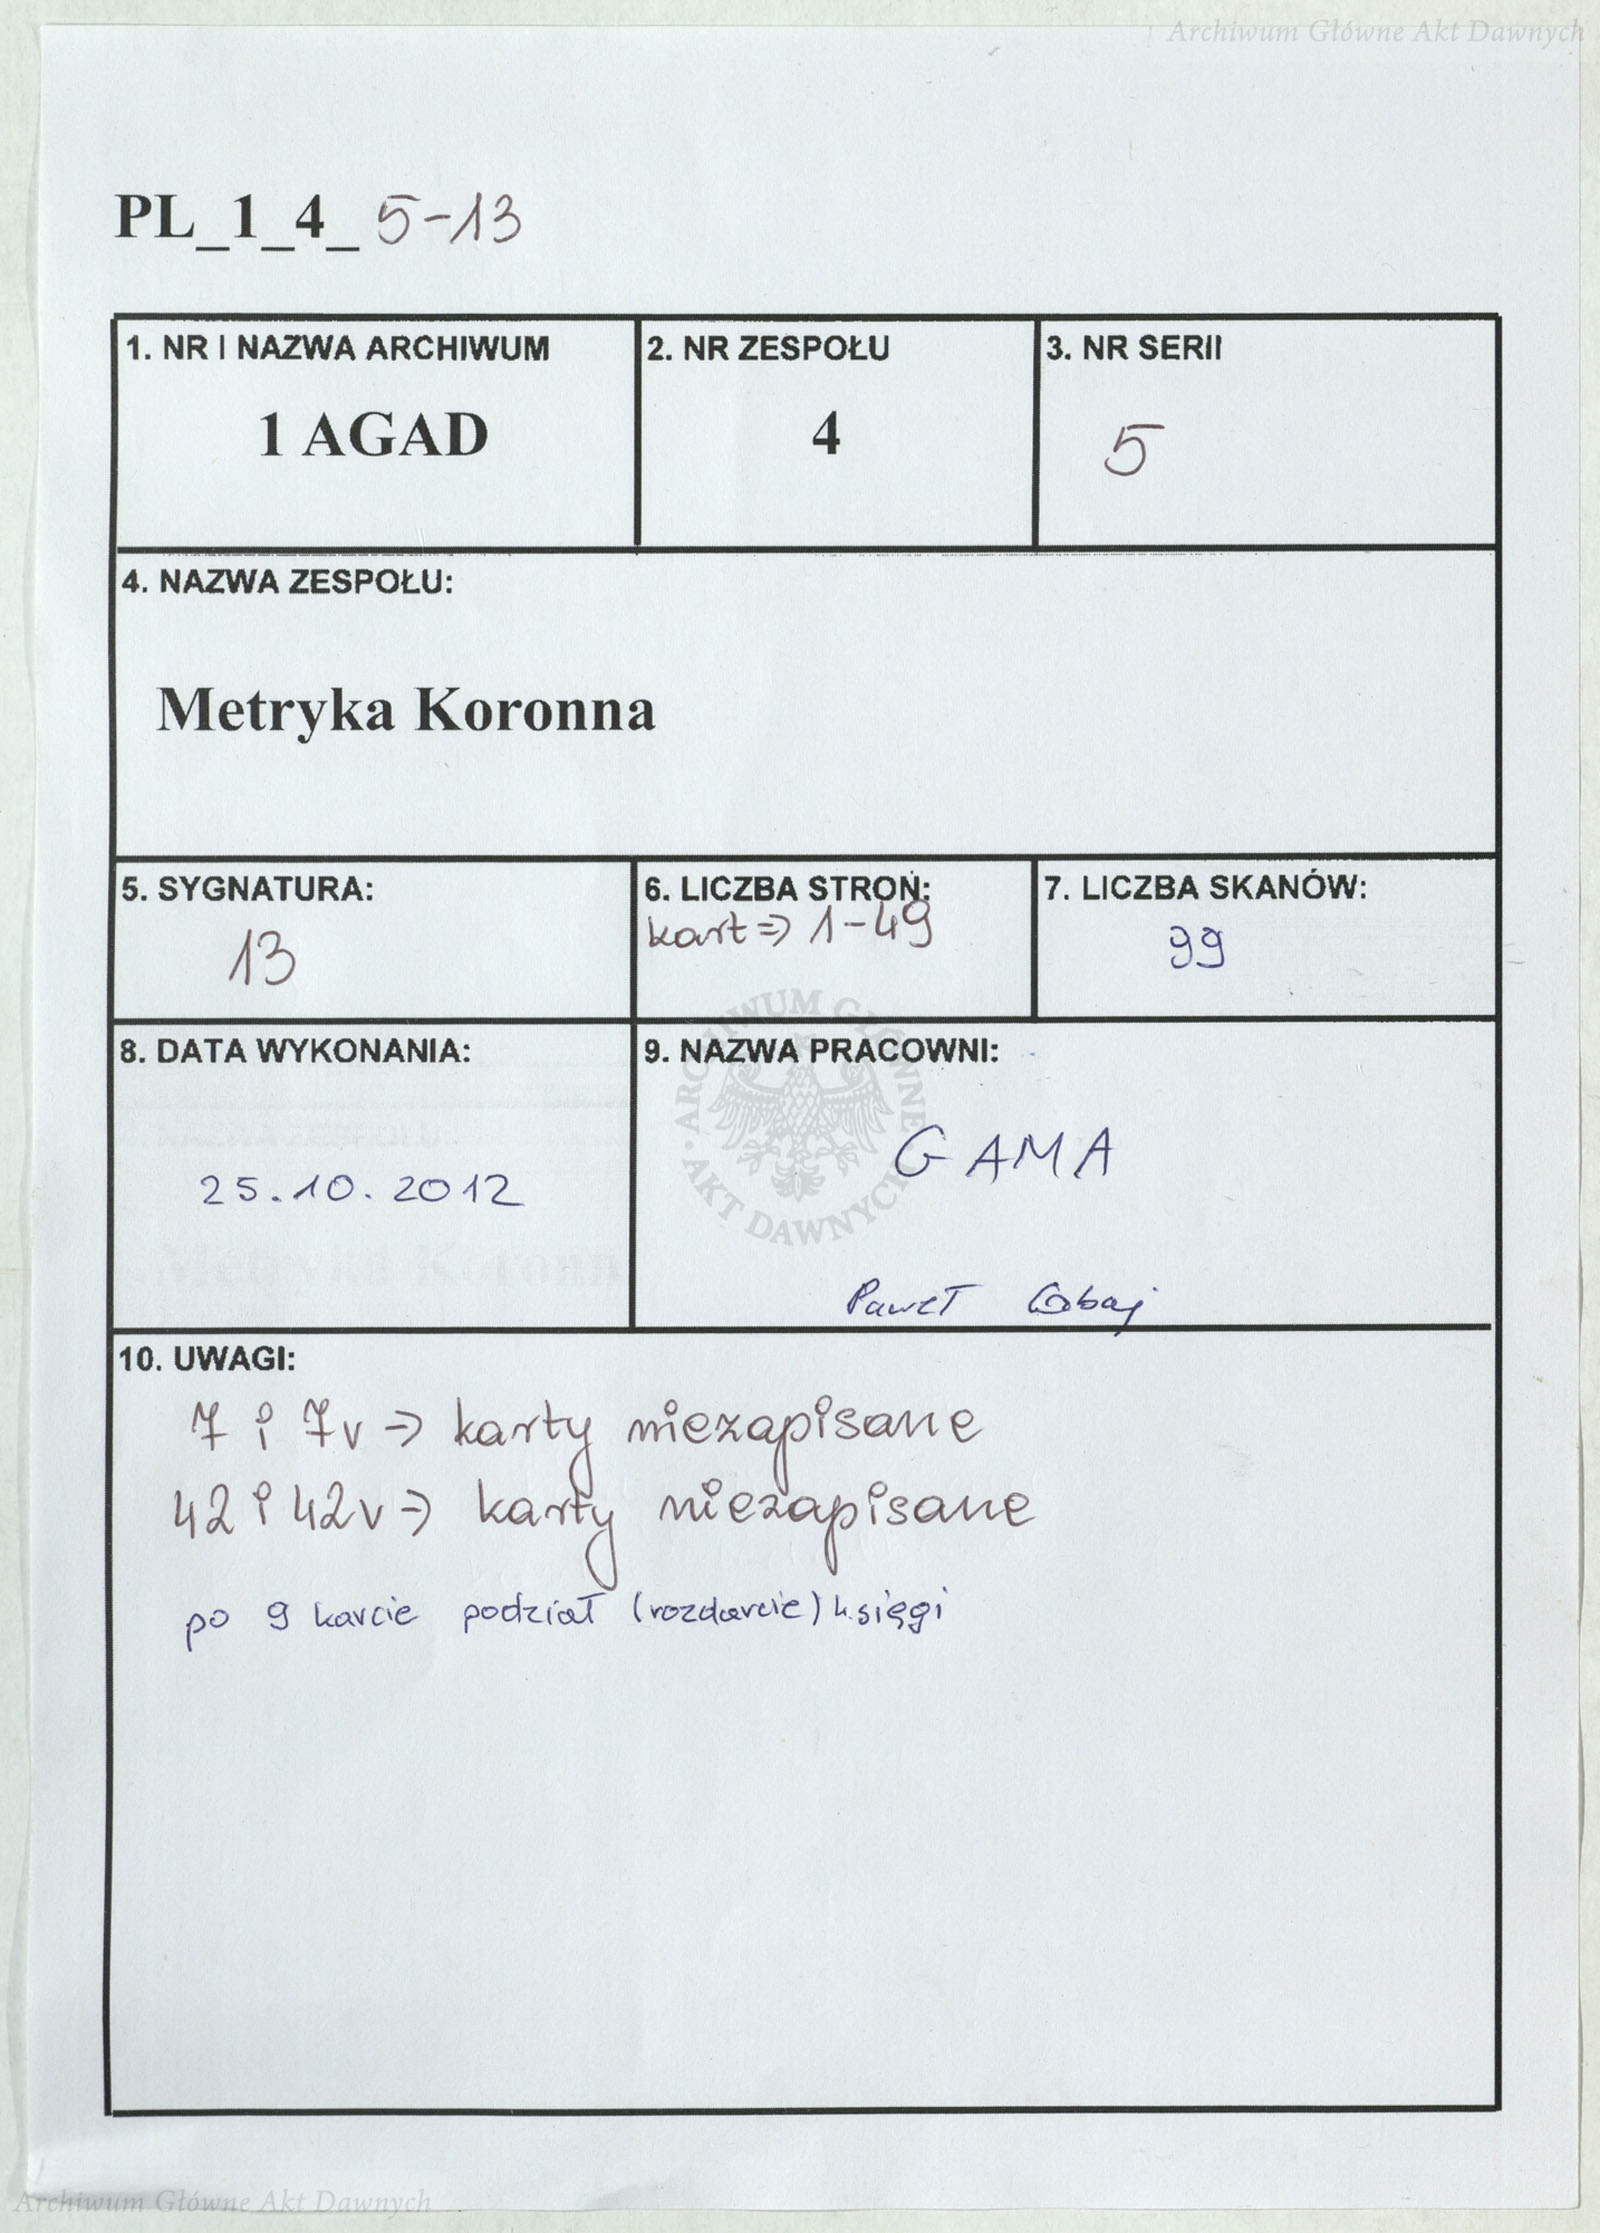 Archiwum Główne Akt Dawnych
PL_1_4_5-13
1. NR I NAZWA ARCHIWUM
1 AGAD
2. NR ZESPOŁU
4
3. NR SERII
5
4. NAZWA ZESPOŁU:
Metryka Koronna
5. SYGNATURA:
13
6. LICZBA STRON:
kart => 1-49
7. LICZBA SKANÓW:
99
8. DATA WYKONANIA:
25.10.2012
9. NAZWA PRACOWNI:
GAMA
Paweł
ARCHIWUM GŁÓWNE AKT DAWNYCH
10. UWAGI:
7 i 7v -> karty niezapisane
42 i 42v -> karty niezapisane
po 9 karcie podział (rozdarcie) księgi
Archiwum Główne Akt Dawnych